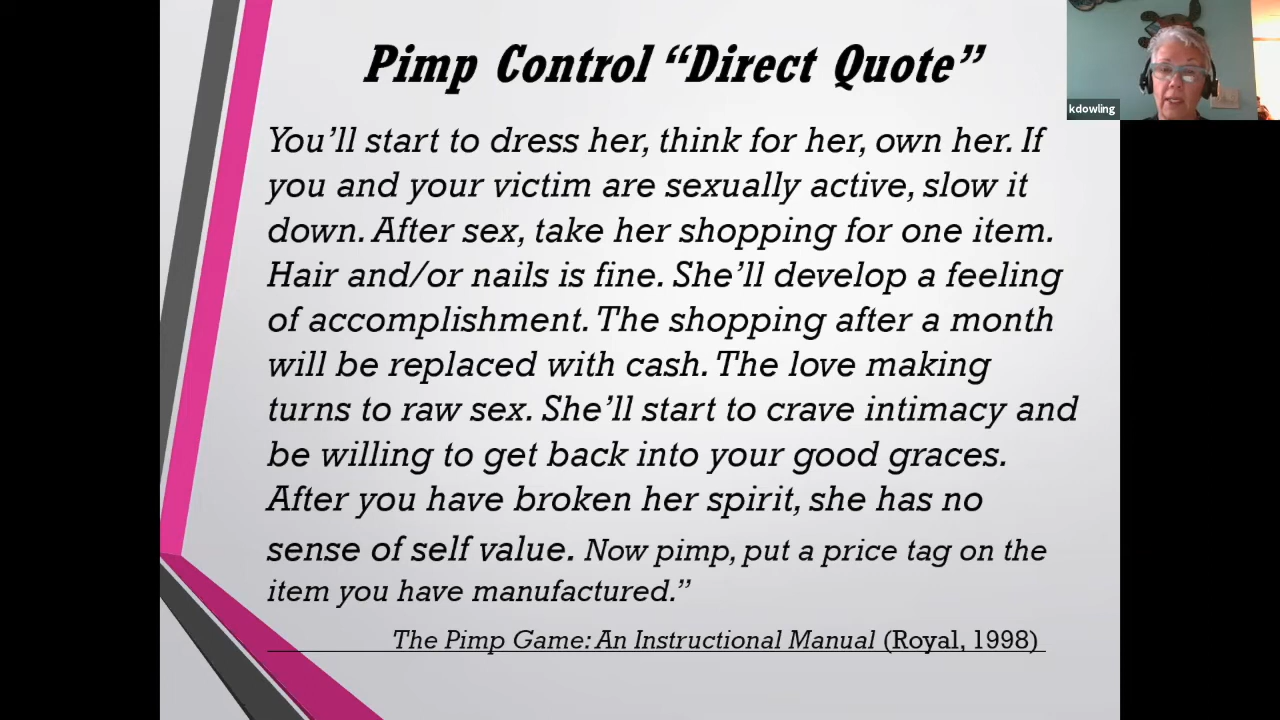 Pimp Control “Direct Quote”
kdowling
You’ll start to dress her, think for her, own her. If
you and your victim are sexually active, slow it
down. After sex, take her shopping for one item.
Hair and/or nails is fine. She’ll develop a feeling
of accomplishment. The shopping after a month
will be replaced with cash. The love making
turns to raw sex. She’ll start to crave intimacy and
be willing to get back into your good graces.
After you have broken her spirit, she has no
sense of self value. Now pimp, put a price tag on the
item you have manufactured.”
The Pimp Game: An Instructional Manual (Royal, 1998)